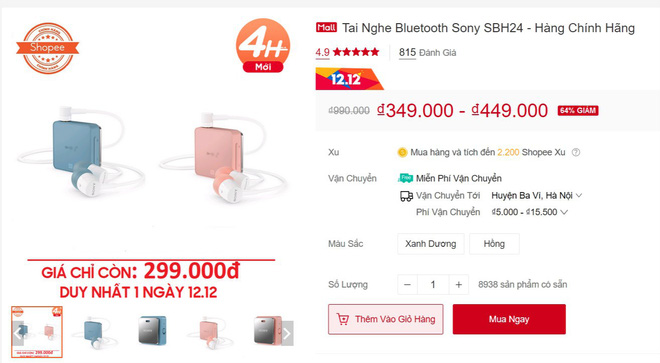 Shopee
4H
Mới
GIÁ CHỈ CÒN: 299.000đ
DUY NHẤT 1 NGÀY 12.12
Mall Tai Nghe Bluetooth Sony SBH24 - Hàng Chính Hãng
4.9 815 Đánh Giá
12.12
₫990.000 ₫349.000 - ₫449.000 64% GIẢM
Xu Mua hàng và tích đến 2.200 Shopee Xu ?
Vận Chuyển Miễn Phí Vận Chuyển
Vận Chuyển Tới Huyện Ba Vì, Hà Nội
Phí Vận Chuyển ₫5.000 - ₫15.500
Màu Sắc Xanh Dương Hồng
Số Lượng − 1 + 8938 sản phẩm có sẵn
Thêm Vào Giỏ Hàng Mua Ngay